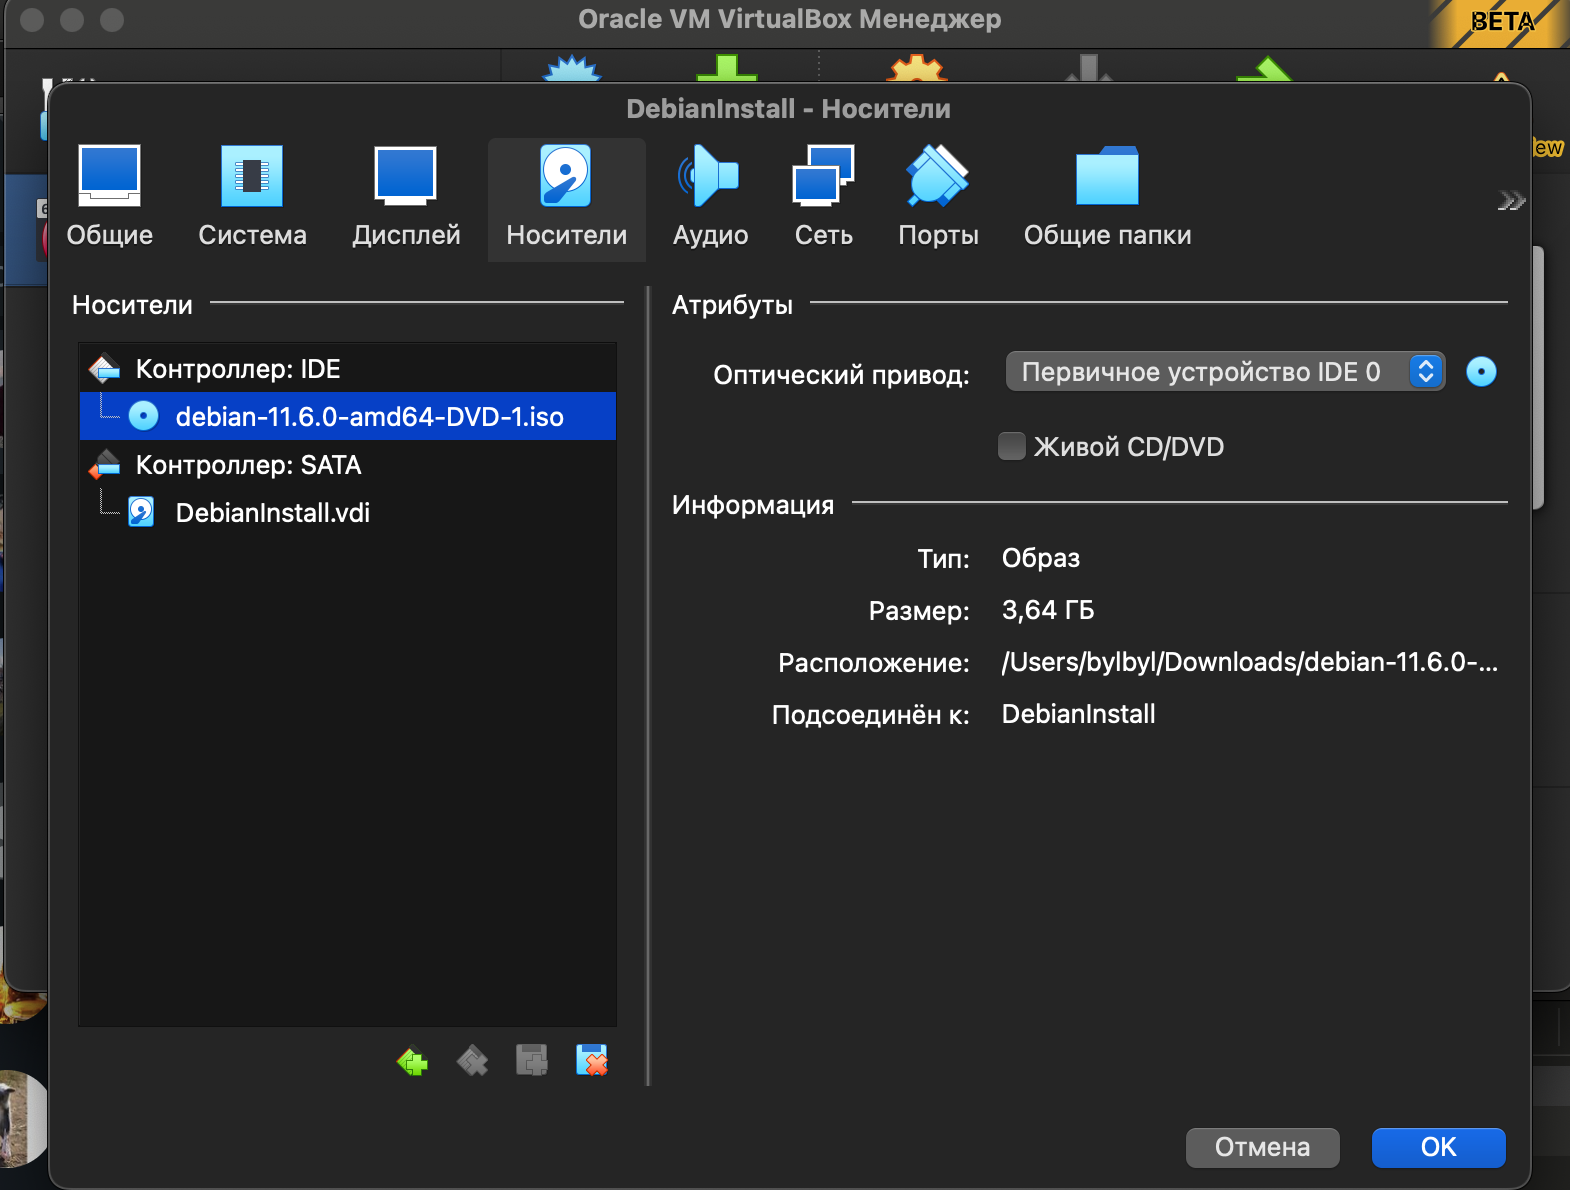 Oracle VM VirtualBox Менеджер
BETA
DebianInstall - Носители
Общие
Система
Дисплей
Носители
Аудио
Сеть
Порты
Общие папки
Носители
Контроллер: IDE
debian-11.6.0-amd64-DVD-1.iso
Контроллер: SATA
DebianInstall.vdi
Атрибуты
Оптический привод: Первичное устройство IDE 0
Живой CD/DVD
Информация
Тип: Образ
Размер: 3,64 ГБ
Расположение: /Users/bylbyl/Downloads/debian-11.6.0-...
Подсоединён к: DebianInstall
Отмена
OK